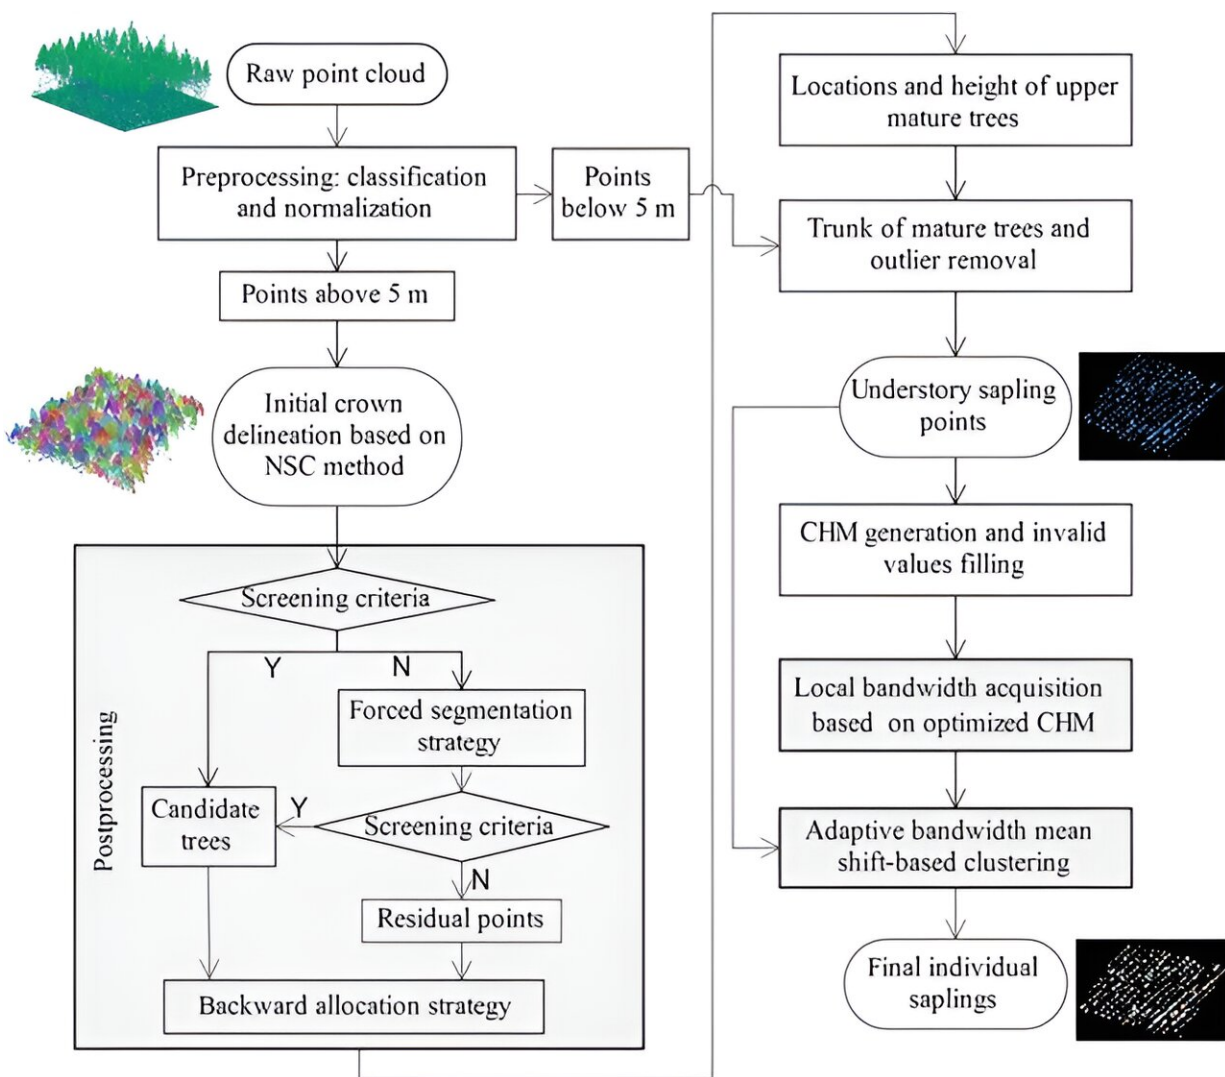 Raw point cloud
Preprocessing: classification
and normalization
Points
below 5 m
Points above 5 m
Initial crown
delineation based on
NSC method
Postprocessing
Screening criteria
Y
N
Forced segmentation
strategy
Candidate
trees
Y
Screening criteria
N
Residual points
Backward allocation strategy
Locations and height of upper
mature trees
Trunk of mature trees and
outlier removal
Understory sapling
points
CHM generation and invalid
values filling
Local bandwidth acquisition
based on optimized CHM
Adaptive bandwidth mean
shift-based clustering
Final individual
saplings